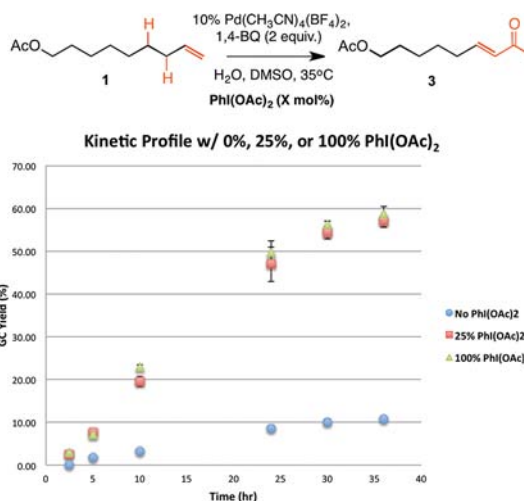 H
AcO
H
1
10% Pd(CH₃CN)₄(BF₄)₂,
1,4-BQ (2 equiv.)
H₂O, DMSO, 35ºC
PhI(OAc)₂ (X mol%)
AcO
O
3
Kinetic Profile w/ 0%, 25%, or 100% PhI(OAc)₂
GC Yield (%)
70.00
60.00
50.00
40.00
30.00
20.00
10.00
0.00
0 5 10 15 20 25 30 35 40
Time (hr)
No PhI(OAc)2
25% PhI(OAc)2
100% PhI(OAc)